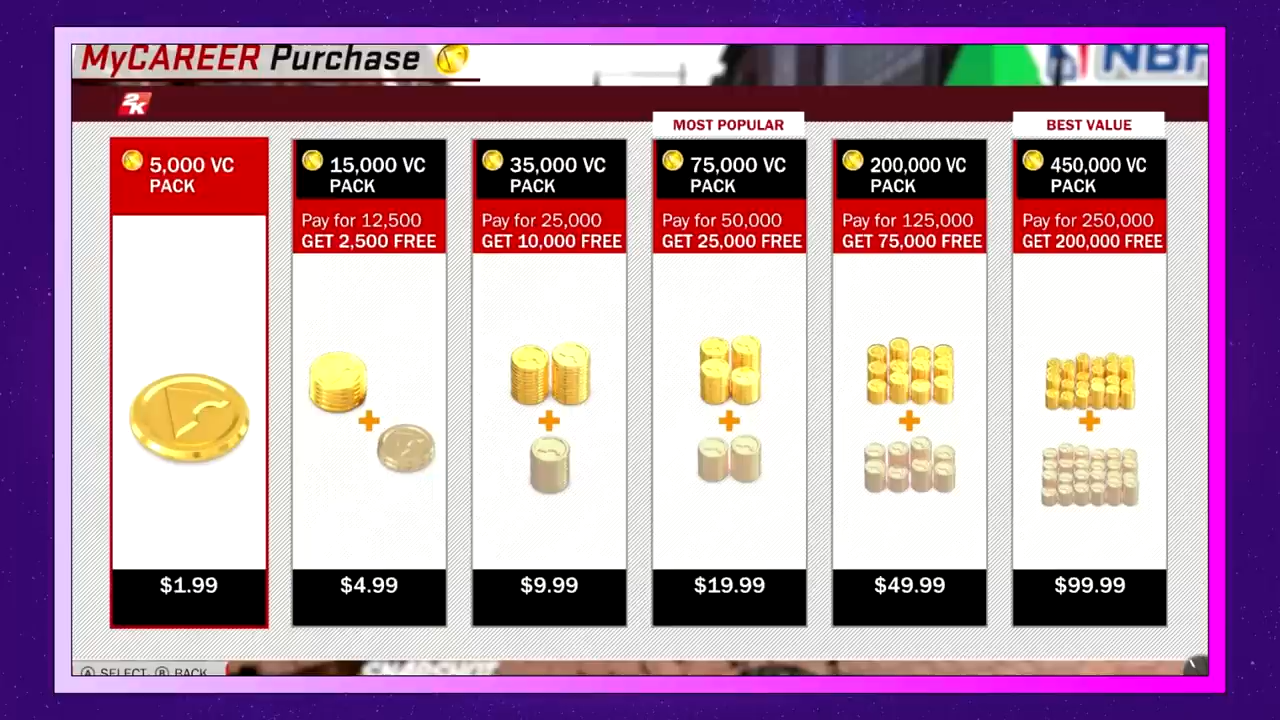 MyCAREER Purchase
NBA
2K
MOST POPULAR
BEST VALUE
5,000 VC
PACK
15,000 VC
PACK
Pay for 12,500
GET 2,500 FREE
35,000 VC
PACK
Pay for 25,000
GET 10,000 FREE
75,000 VC
PACK
Pay for 50,000
GET 25,000 FREE
200,000 VC
PACK
Pay for 125,000
GET 75,000 FREE
450,000 VC
PACK
Pay for 250,000
GET 200,000 FREE
$1.99
$4.99
$9.99
$19.99
$49.99
$99.99
A SELECT B BACK